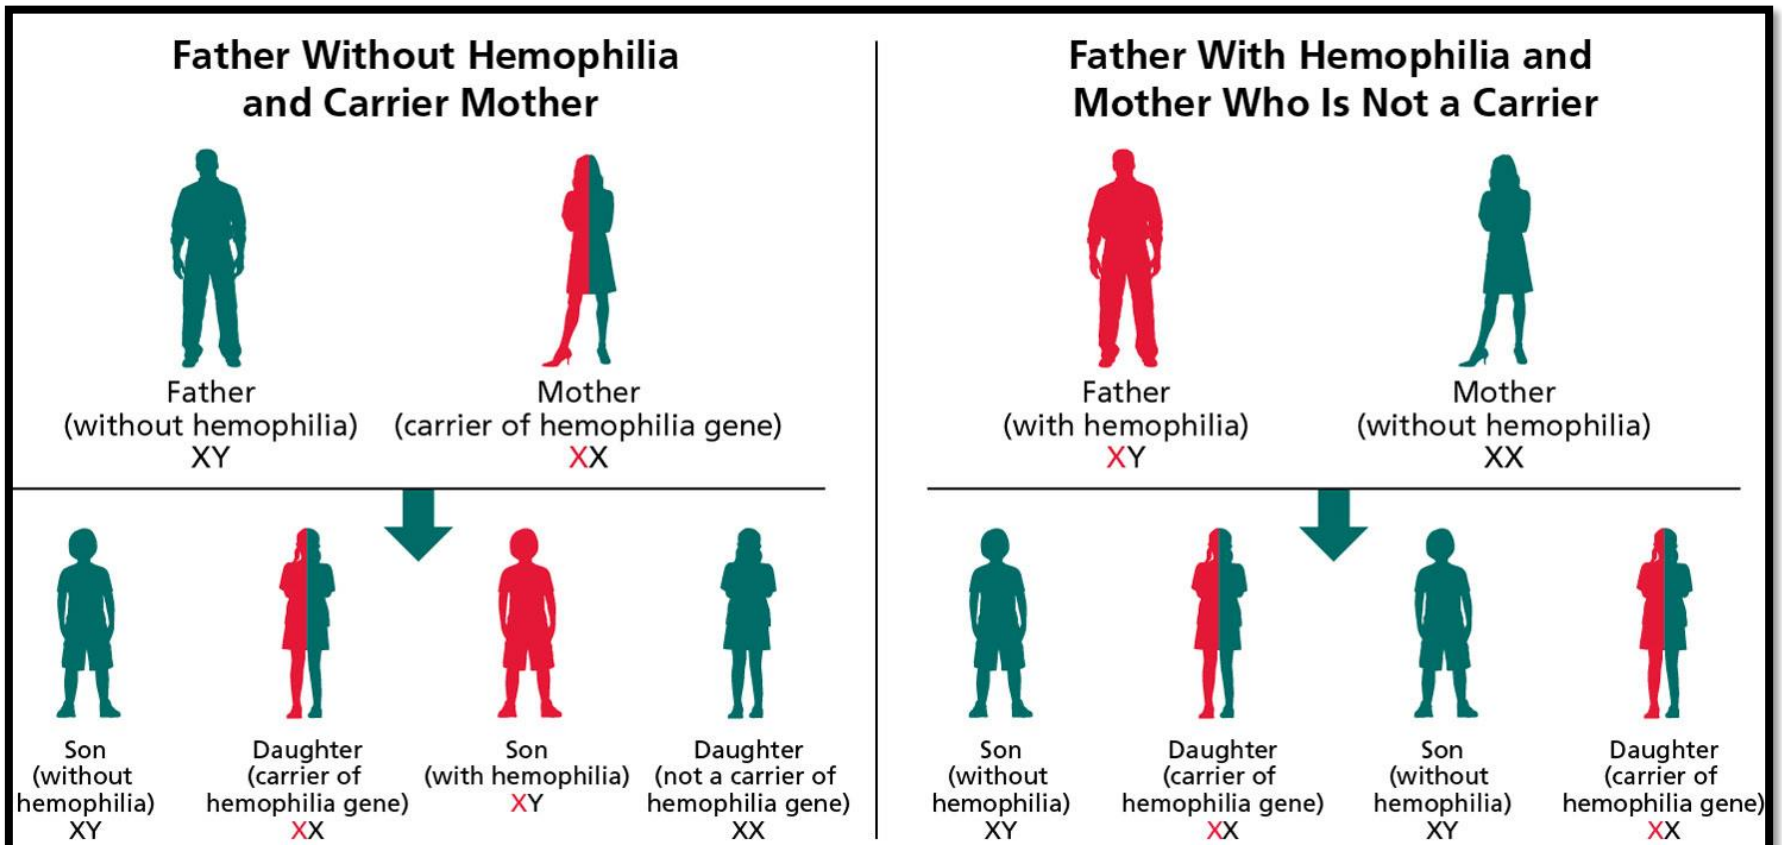 Father Without Hemophilia
and Carrier Mother
Father
(without hemophilia)
XY
Mother
(carrier of hemophilia gene)
XX
Son
(without
hemophilia)
XY
Daughter
(carrier of
hemophilia gene)
XX
Son
(with hemophilia)
XY
Daughter
(not a carrier of
hemophilia gene)
XX
Father With Hemophilia and
Mother Who Is Not a Carrier
Father
(with hemophilia)
XY
Mother
(without hemophilia)
XX
Son
(without
hemophilia)
XY
Daughter
(carrier of
hemophilia gene)
XX
Son
(without
hemophilia)
XY
Daughter
(carrier of
hemophilia gene)
XX